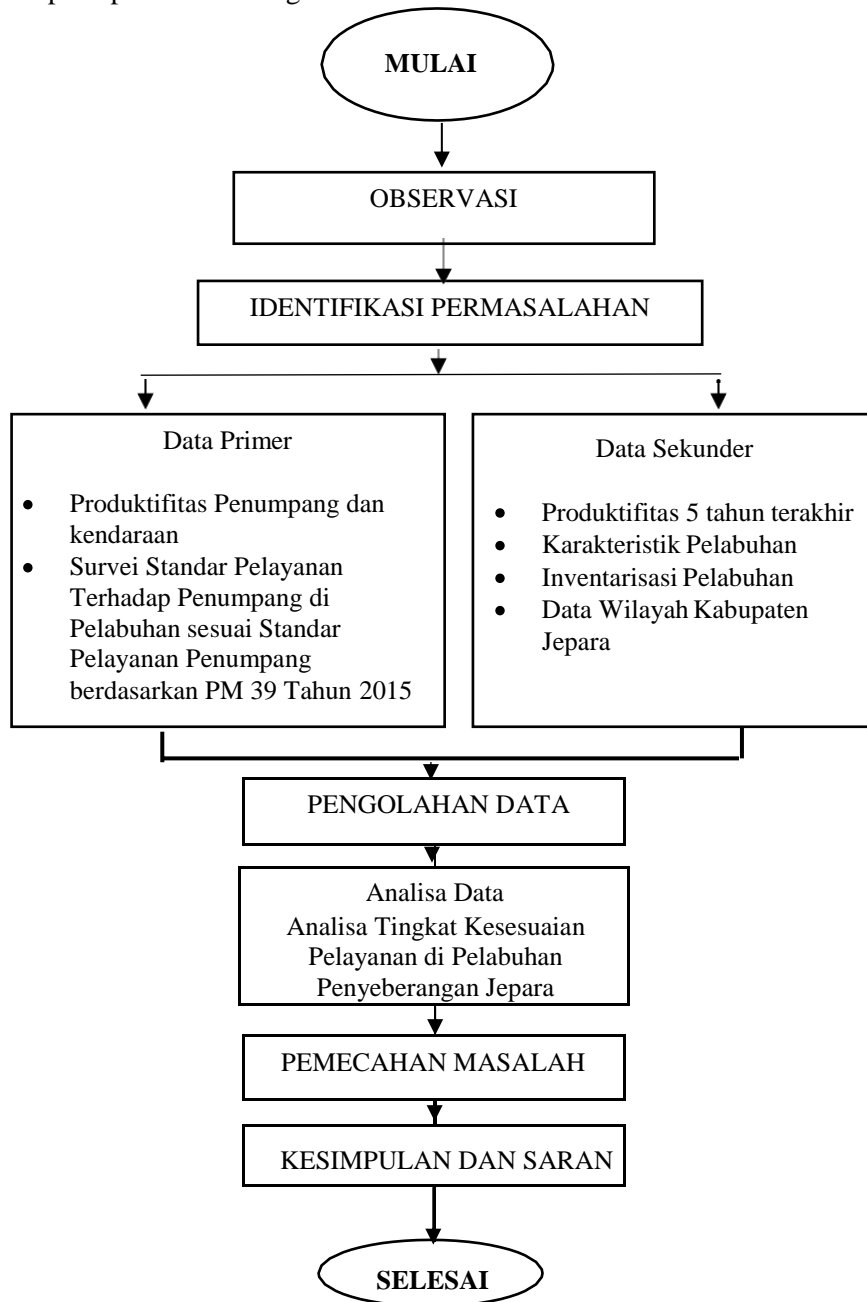 MULAI
OBSERVASI
IDENTIFIKASI PERMASALAHAN
Data Primer
• Produktifitas Penumpang dan
kendaraan
• Survei Standar Pelayanan
Terhadap Penumpang di
Pelabuhan sesuai Standar
Pelayanan Penumpang
berdasarkan PM 39 Tahun 2015
Data Sekunder
• Produktifitas 5 tahun terakhir
• Karakteristik Pelabuhan
• Inventarisasi Pelabuhan
• Data Wilayah Kabupaten
Jepara
PENGOLAHAN DATA
Analisa Data
Analisa Tingkat Kesesuaian
Pelayanan di Pelabuhan
Penyeberangan Jepara
PEMECAHAN MASALAH
KESIMPULAN DAN SARAN
SELESAI